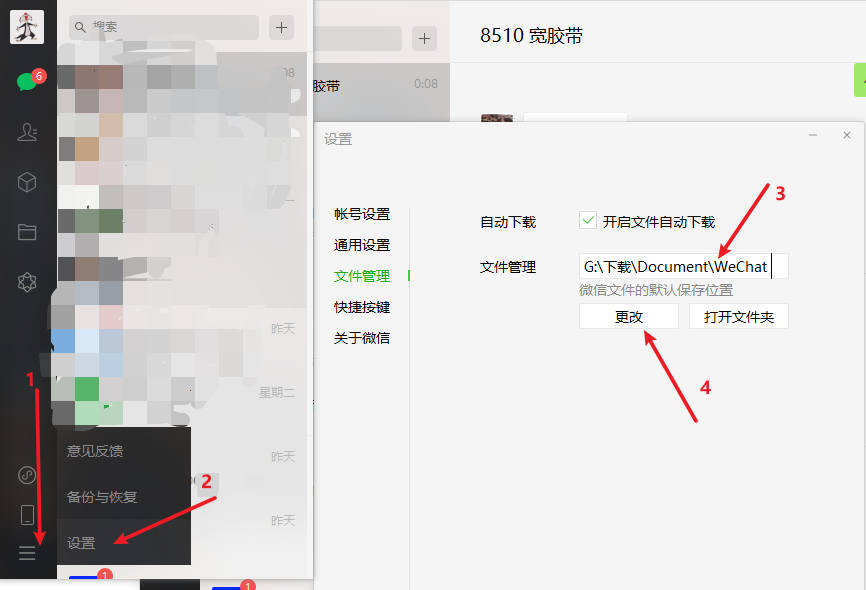 6
搜索
08
1
昨天
星期二
昨天
昨天
意见反馈
2
备份与恢复
设置
1
1
胶带
0:08
8510 宽胶带
设置
帐号设置
通用设置
文件管理
快捷按键
关于微信
3
自动下载
开启文件自动下载
文件管理
G:\下载\Document\WeChat
微信文件的默认保存位置
更改
打开文件夹
4